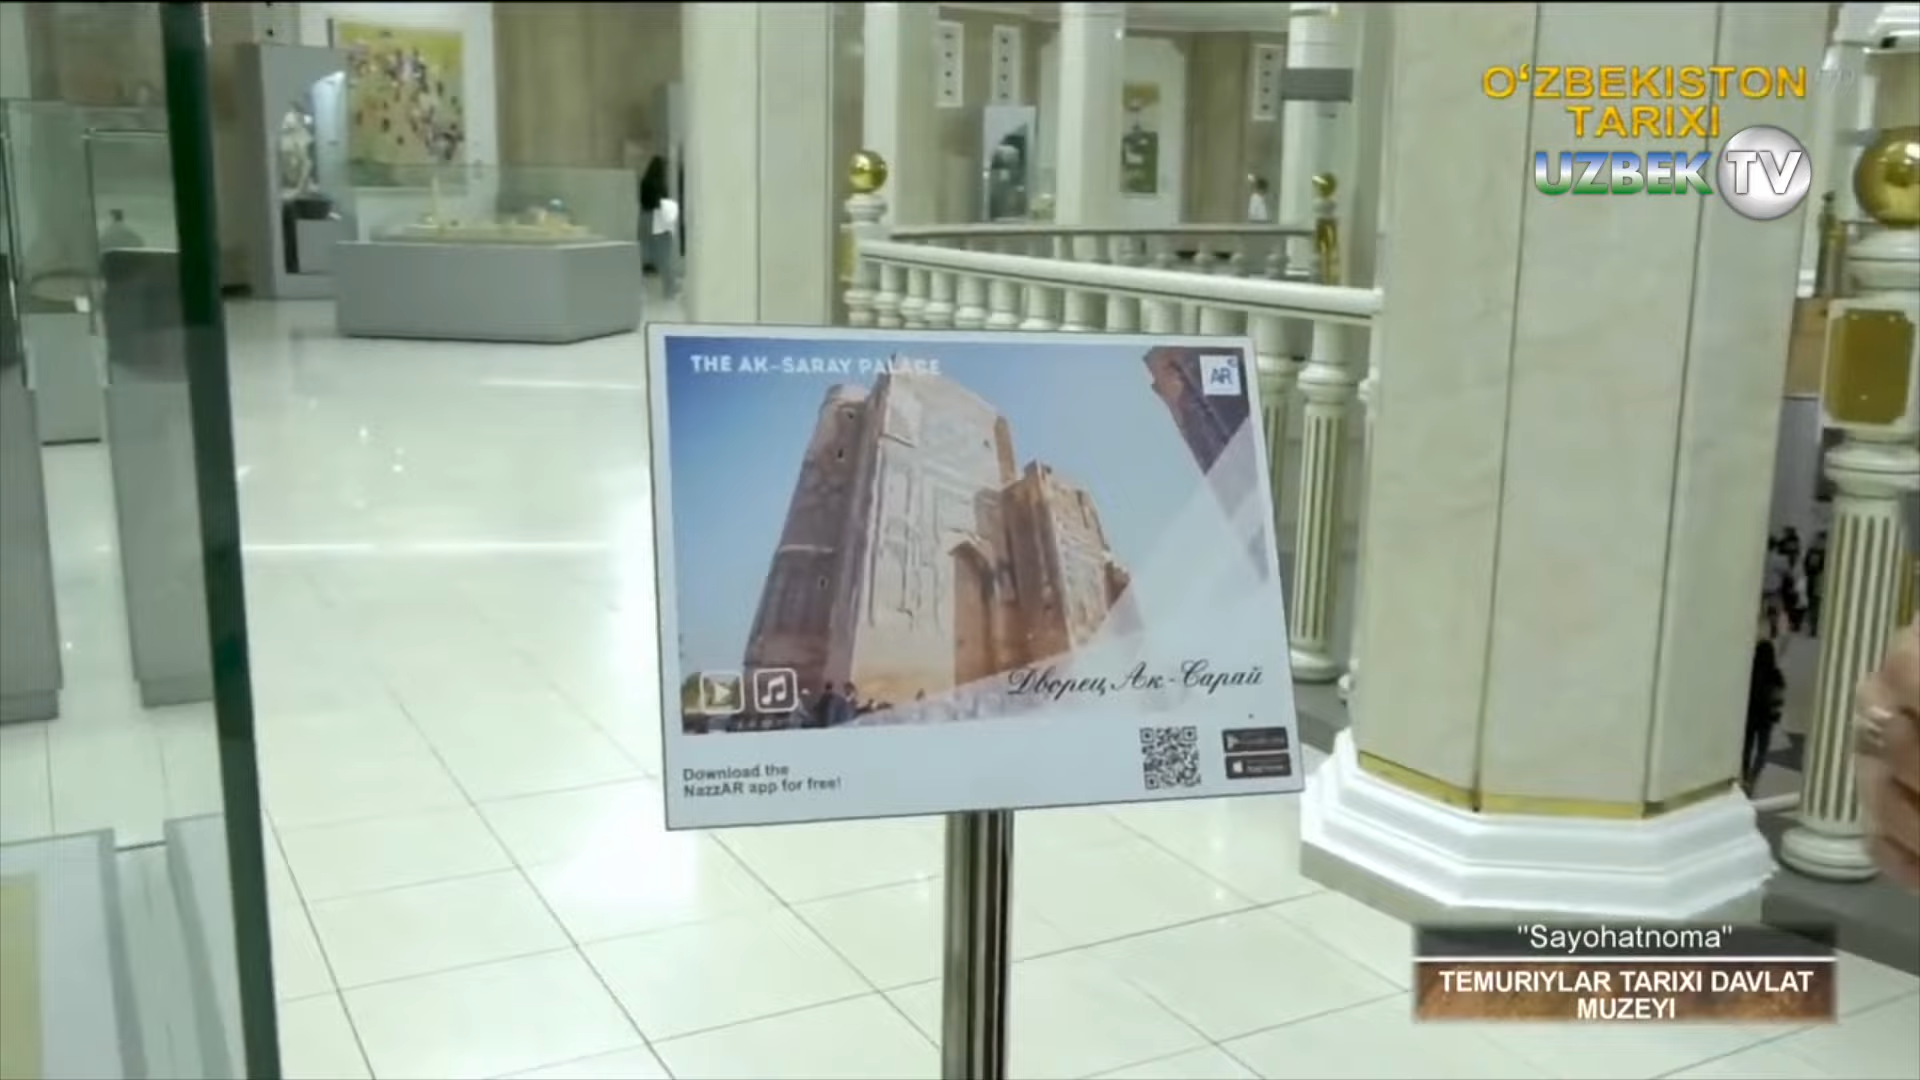 O‘ZBEKISTON
TARIXI
UZBEK TV
THE AK-SARAY PALACE
AR
Дворец Ак-Сарай
Download the
NazzAR app for free!
"Sayohatnoma"
TEMURIYLAR TARIXI DAVLAT
MUZEYI